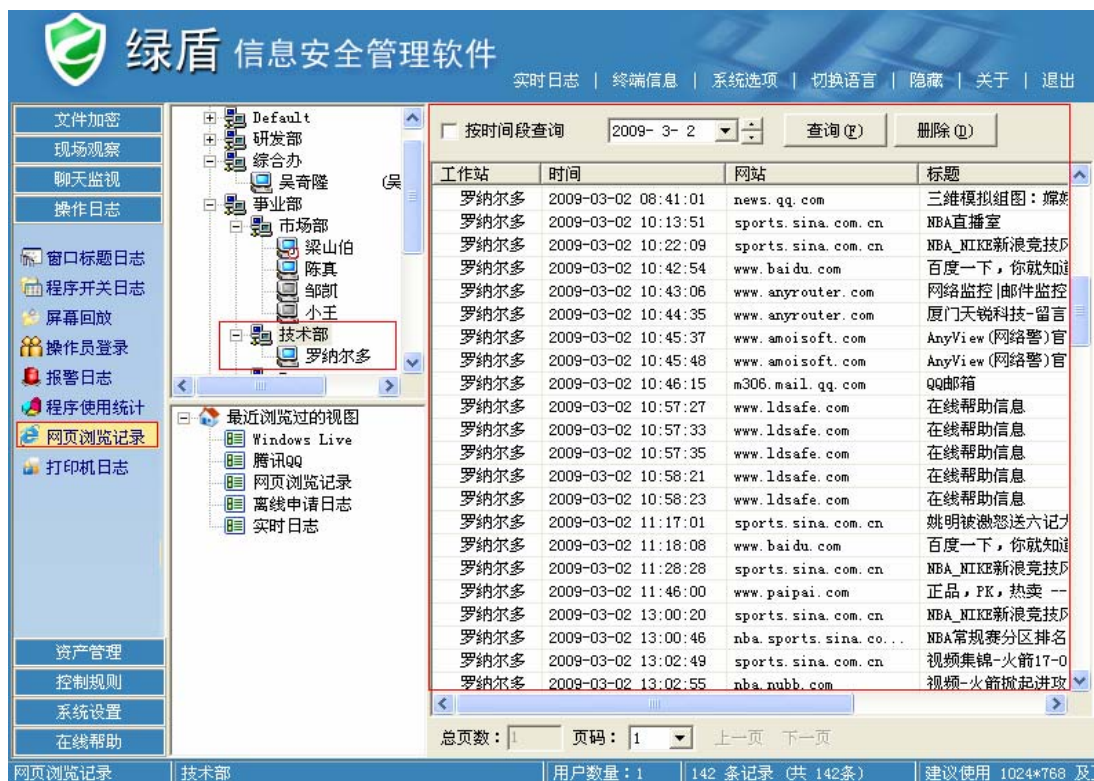 绿盾 信息安全管理软件
实时日志 | 终端信息 | 系统选项 | 切换语言 | 隐藏 | 关于 | 退出
文件加密
现场观察
聊天监视
操作日志
窗口标题日志
程序开关日志
屏幕回放
操作员登录
报警日志
程序使用统计
网页浏览记录
打印机日志
资产管理
控制规则
系统设置
在线帮助
Default
研发部
综合办
吴奇隆 (吴
事业部
市场部
梁山伯
陈真
邹凯
小王
技术部
罗纳尔多
最近浏览过的视图
Windows Live
腾讯QQ
网页浏览记录
离线申请日志
实时日志
按时间段查询 2009- 3- 2 查询(F) 删除(D)
工作站 时间 网站 标题
罗纳尔多 2009-03-02 08:41:01 news.qq.com 三维模拟组图：嫦娥
罗纳尔多 2009-03-02 10:13:51 sports.sina.com.cn NBA直播室
罗纳尔多 2009-03-02 10:22:09 sports.sina.com.cn NBA_NIKE新浪竞技风
罗纳尔多 2009-03-02 10:42:54 www.baidu.com 百度一下，你就知道
罗纳尔多 2009-03-02 10:43:06 www.anyrouter.com 网络监控|邮件监控
罗纳尔多 2009-03-02 10:44:35 www.anyrouter.com 厦门天锐科技-留言
罗纳尔多 2009-03-02 10:45:37 www.amoisoft.com AnyView(网络警)官
罗纳尔多 2009-03-02 10:45:48 www.amoisoft.com AnyView(网络警)官
罗纳尔多 2009-03-02 10:46:15 m306.mail.qq.com QQ邮箱
罗纳尔多 2009-03-02 10:57:27 www.ldsafe.com 在线帮助信息
罗纳尔多 2009-03-02 10:57:33 www.ldsafe.com 在线帮助信息
罗纳尔多 2009-03-02 10:57:35 www.ldsafe.com 在线帮助信息
罗纳尔多 2009-03-02 10:58:21 www.ldsafe.com 在线帮助信息
罗纳尔多 2009-03-02 10:58:23 www.ldsafe.com 在线帮助信息
罗纳尔多 2009-03-02 11:17:01 sports.sina.com.cn 姚明被激怒送六记大
罗纳尔多 2009-03-02 11:18:08 www.baidu.com 百度一下，你就知道
罗纳尔多 2009-03-02 11:28:28 sports.sina.com.cn NBA_NIKE新浪竞技风
罗纳尔多 2009-03-02 11:46:00 www.paipai.com 正品，PK，热卖 --
罗纳尔多 2009-03-02 13:00:20 sports.sina.com.cn NBA_NIKE新浪竞技风
罗纳尔多 2009-03-02 13:00:46 nba.sports.sina.co... NBA常规赛分区排名
罗纳尔多 2009-03-02 13:02:49 sports.sina.com.cn 视频集锦-火箭17-0
罗纳尔多 2009-03-02 13:02:55 nba.nubb.com 视频-火箭掀起进攻
总页数：1 页码：1 上一页 下一页
网页浏览记录 技术部 用户数量：1 142 条记录 (共 142条) 建议使用 1024*768 及